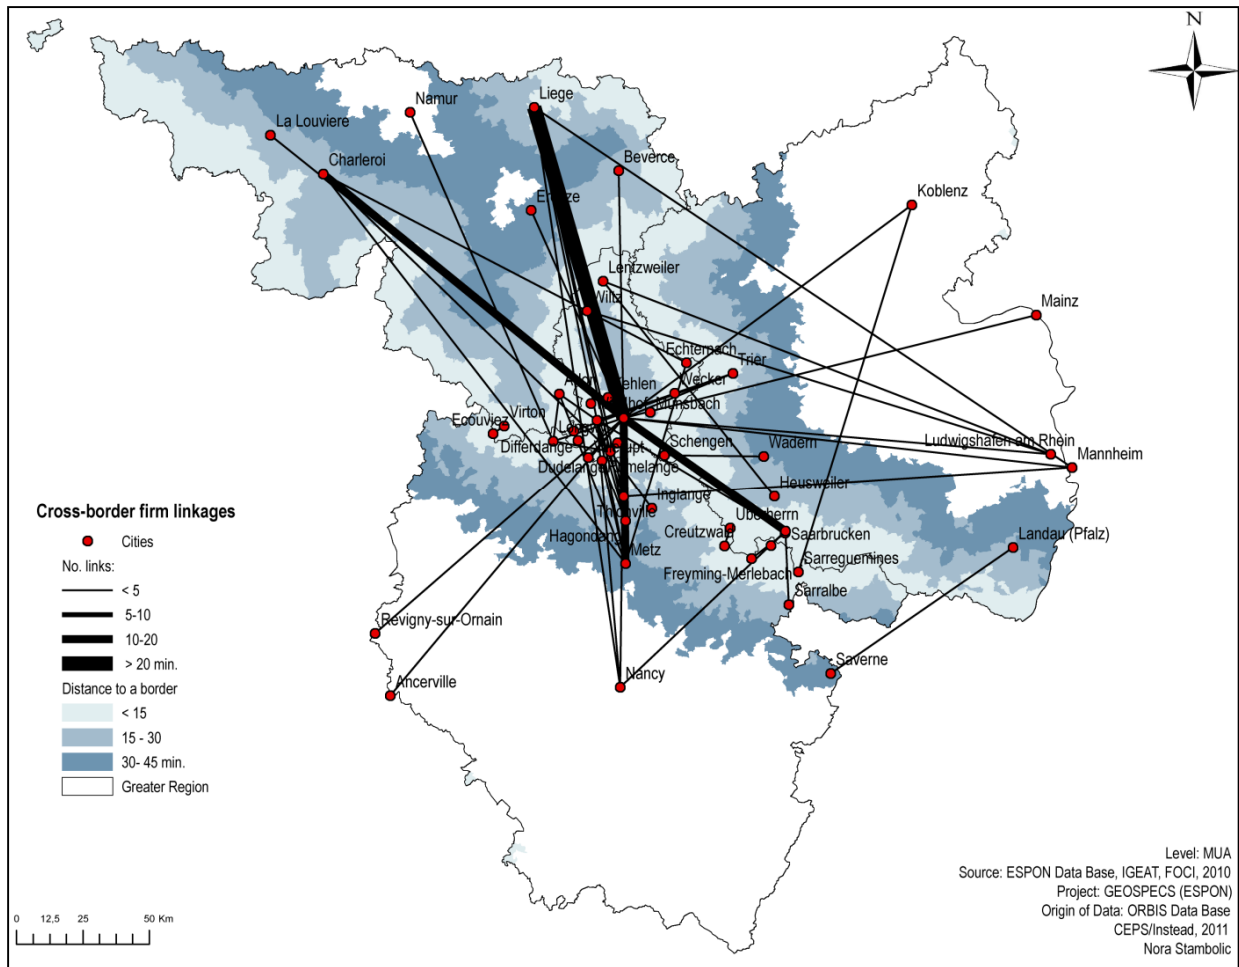 N
Namur
Liege
La Louviere
Charleroi
Beverce
Koblenz
Lentzweiler
Wiltz
Mainz
Echternach
Trier
Wecker
Munsbach
Ecouviez
Virton
Differdange
Schengen
Wadern
Ludwigshafen am Rhein
Mannheim
Dudelange
Heusweiler
Inglange
Thionville
Uberherrn
Creutzwald
Saarbrucken
Landau (Pfalz)
Hagondang
Metz
Sarreguemines
Freyming-Merlebach
Sarralbe
Revigny-sur-Ornain
Saverne
Nancy
Ancerville
Cross-border firm linkages
Cities
No. links:
< 5
5-10
10-20
> 20 min.
Distance to a border
< 15
15 - 30
30- 45 min.
Greater Region
0 12,5 25 50 Km
Level: MUA
Source: ESPON Data Base, IGEAT, FOCI, 2010
Project: GEOSPECS (ESPON)
Origin of Data: ORBIS Data Base
CEPS/Instead, 2011
Nora Stambolic